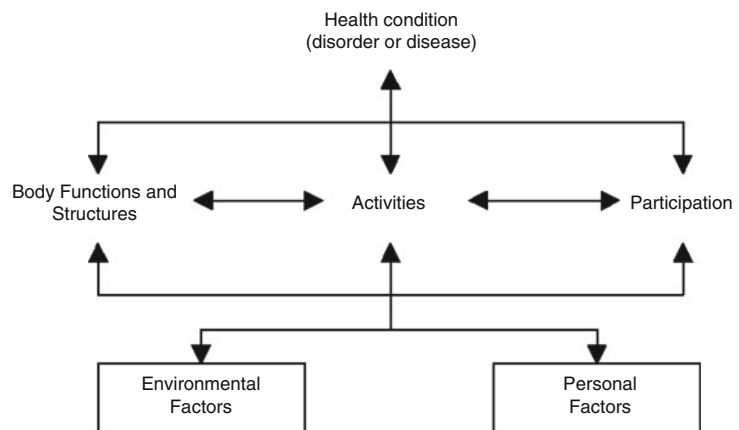 Health condition
(disorder or disease)
Body Functions and
Structures
Activities
Participation
Environmental
Factors
Personal
Factors